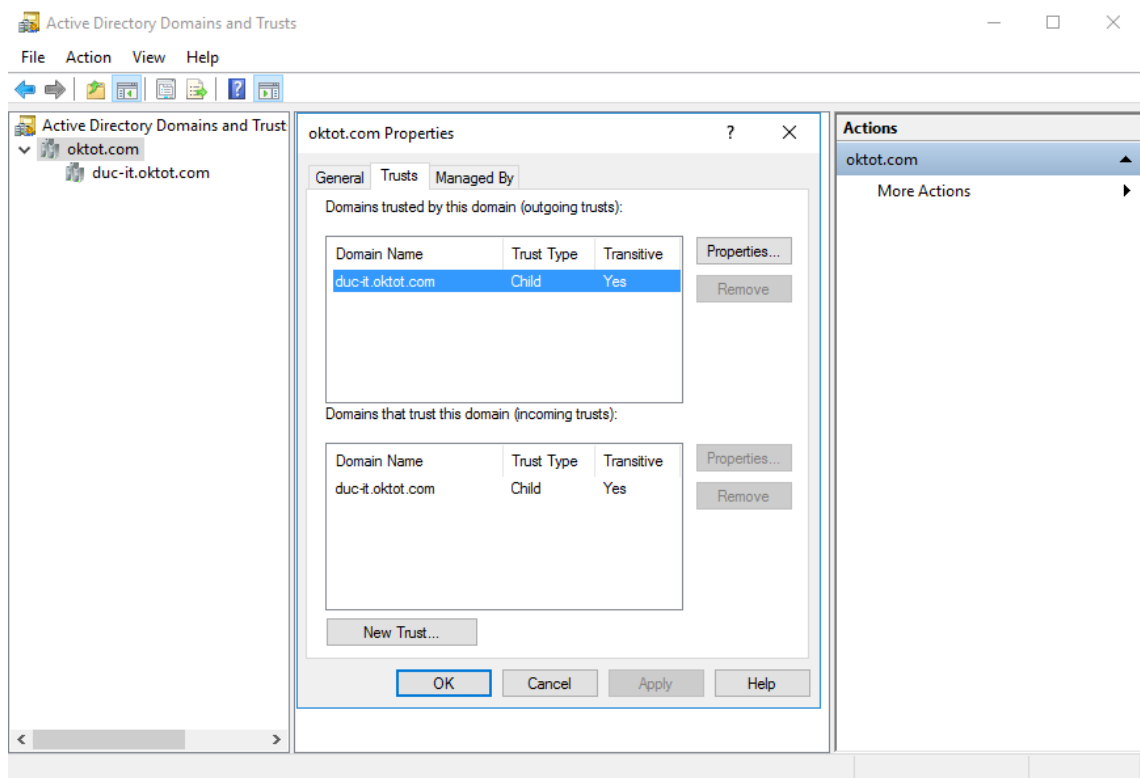 Active Directory Domains and Trusts
File Action View Help
Active Directory Domains and Trust
oktot.com
duc-it.oktot.com
oktot.com Properties
General Trusts Managed By
Domains trusted by this domain (outgoing trusts):
Domain Name Trust Type Transitive
duc-it.oktot.com Child Yes
Properties...
Remove
Domains that trust this domain (incoming trusts):
Domain Name Trust Type Transitive
duc-it.oktot.com Child Yes
Properties...
Remove
New Trust...
OK Cancel Apply Help
Actions
oktot.com
More Actions